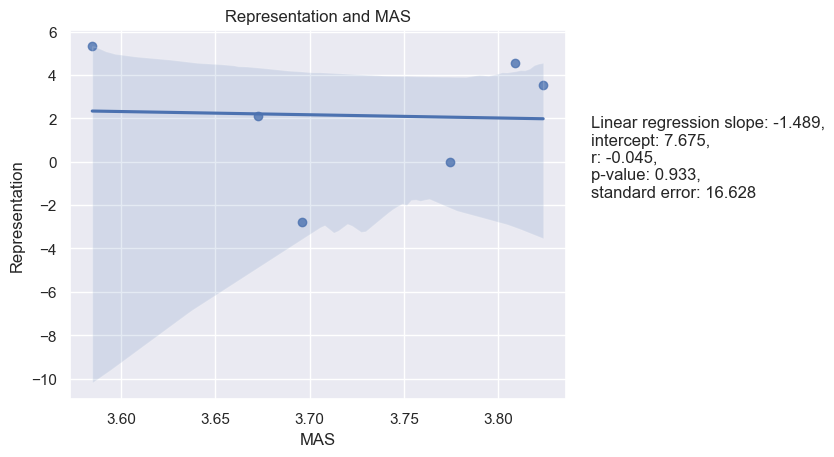 Representation and MAS
6
4
2
0
−2
−4
−6
−8
−10
Representation
3.60
3.65
3.70
3.75
3.80
MAS
Linear regression slope: -1.489,
intercept: 7.675,
r: -0.045,
p-value: 0.933,
standard error: 16.628